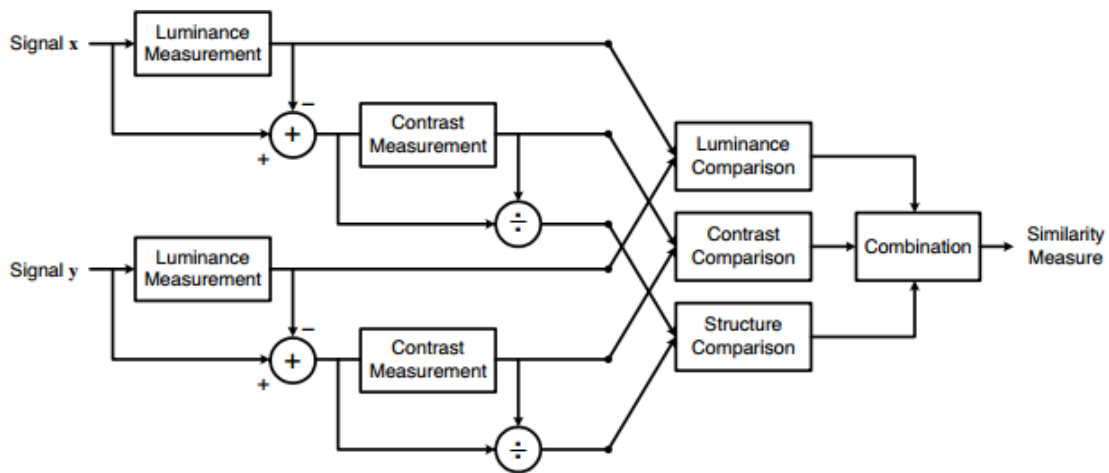 Signal x
Luminance
Measurement
−
+
+
Contrast
Measurement
÷
Luminance
Comparison
Signal y
Luminance
Measurement
Contrast
Comparison
Combination
Similarity
Measure
−
+
+
Contrast
Measurement
÷
Structure
Comparison